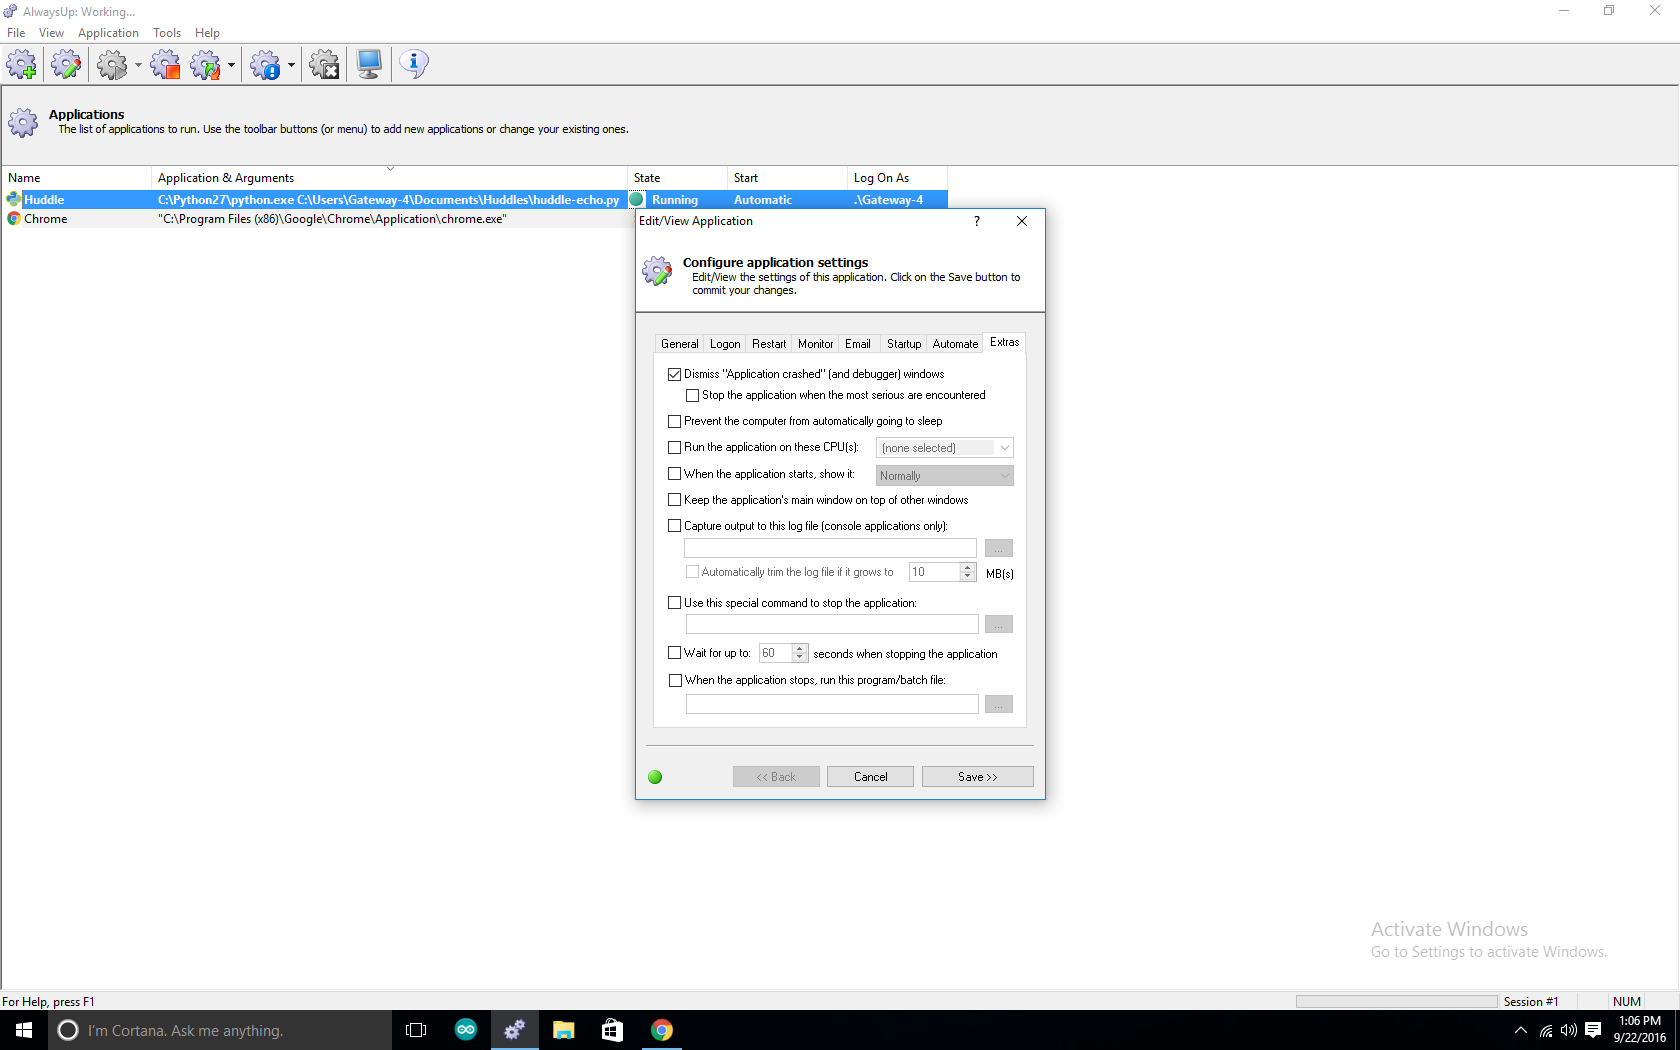 AlwaysUp: Working...
File View Application Tools Help
Applications
The list of applications to run. Use the toolbar buttons (or menu) to add new applications or change your existing ones.
Name Application & Arguments State Start Log On As
Huddle C:\Python27\python.exe C:\Users\Gateway-4\Documents\Huddles\huddle-echo.py Running Automatic .\Gateway-4
Chrome "C:\Program Files (x86)\Google\Chrome\Application\chrome.exe"
Edit/View Application ?
Configure application settings
Edit/View the settings of this application. Click on the Save button to
commit your changes.
General Logon Restart Monitor Email Startup Automate Extras
Dismiss "Application crashed" (and debugger) windows
Stop the application when the most serious are encountered
Prevent the computer from automatically going to sleep
Run the application on these CPU(s): (none selected)
When the application starts, show it: Normally
Keep the application's main window on top of other windows
Capture output to this log file (console applications only):
...
Automatically trim the log file if it grows to 10 MB(s)
Use this special command to stop the application:
...
Wait for up to: 60 seconds when stopping the application
When the application stops, run this program/batch file:
...
<< Back Cancel Save >>
Activate Windows
Go to Settings to activate Windows.
For Help, press F1 Session #1 NUM
I'm Cortana. Ask me anything.
1:06 PM
9/22/2016